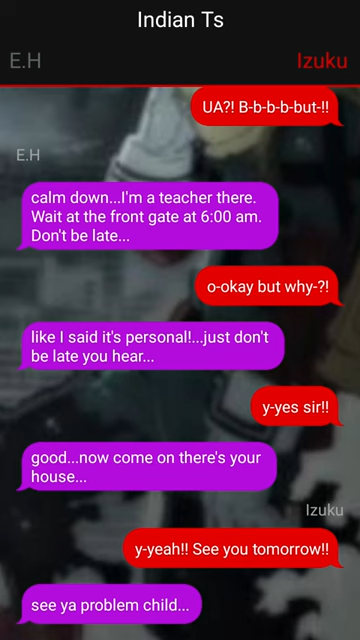 Indian Ts
E.H
Izuku
UA?! B-b-b-b-but-!!
E.H
calm down...I'm a teacher there.
Wait at the front gate at 6:00 am.
Don't be late...
o-okay but why-?!
like I said it's personal!...just don't
be late you hear...
y-yes sir!!
good...now come on there's your
house...
Izuku
y-yeah!! See you tomorrow!!
see ya problem child...